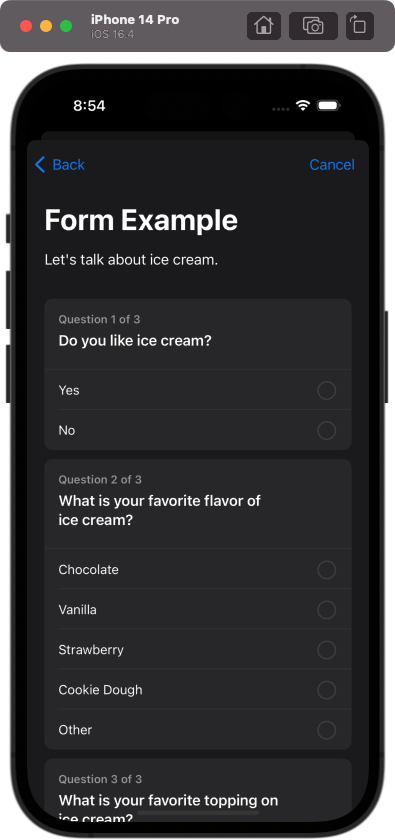 iPhone 14 Pro
iOS 16.4
8:54
Back
Cancel
Form Example
Let's talk about ice cream.
Question 1 of 3
Do you like ice cream?
Yes
No
Question 2 of 3
What is your favorite flavor of
ice cream?
Chocolate
Vanilla
Strawberry
Cookie Dough
Other
Question 3 of 3
What is your favorite topping on
ice cream?